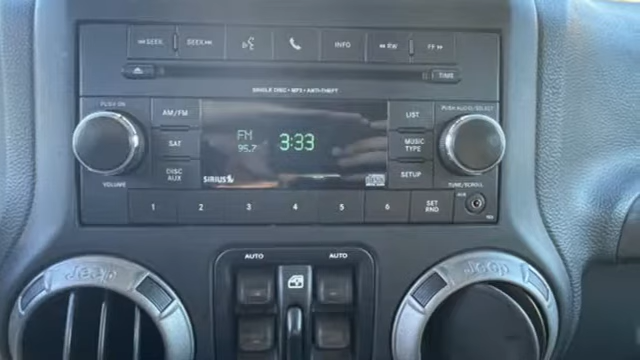 SEEK SEEK INFO RW FF
TIME
SINGLE DISC • MP3 • ANTI-THEFT
PUSH ON AM/FM LIST PUSH AUDIO/SELECT
FM 3:33
95.7
SAT MUSIC TYPE
DISC AUX SETUP
VOLUME SIRIUS TUNE/SCROLL
1 2 3 4 5 6 SET RND
AUTO AUTO
Jeep Jeep